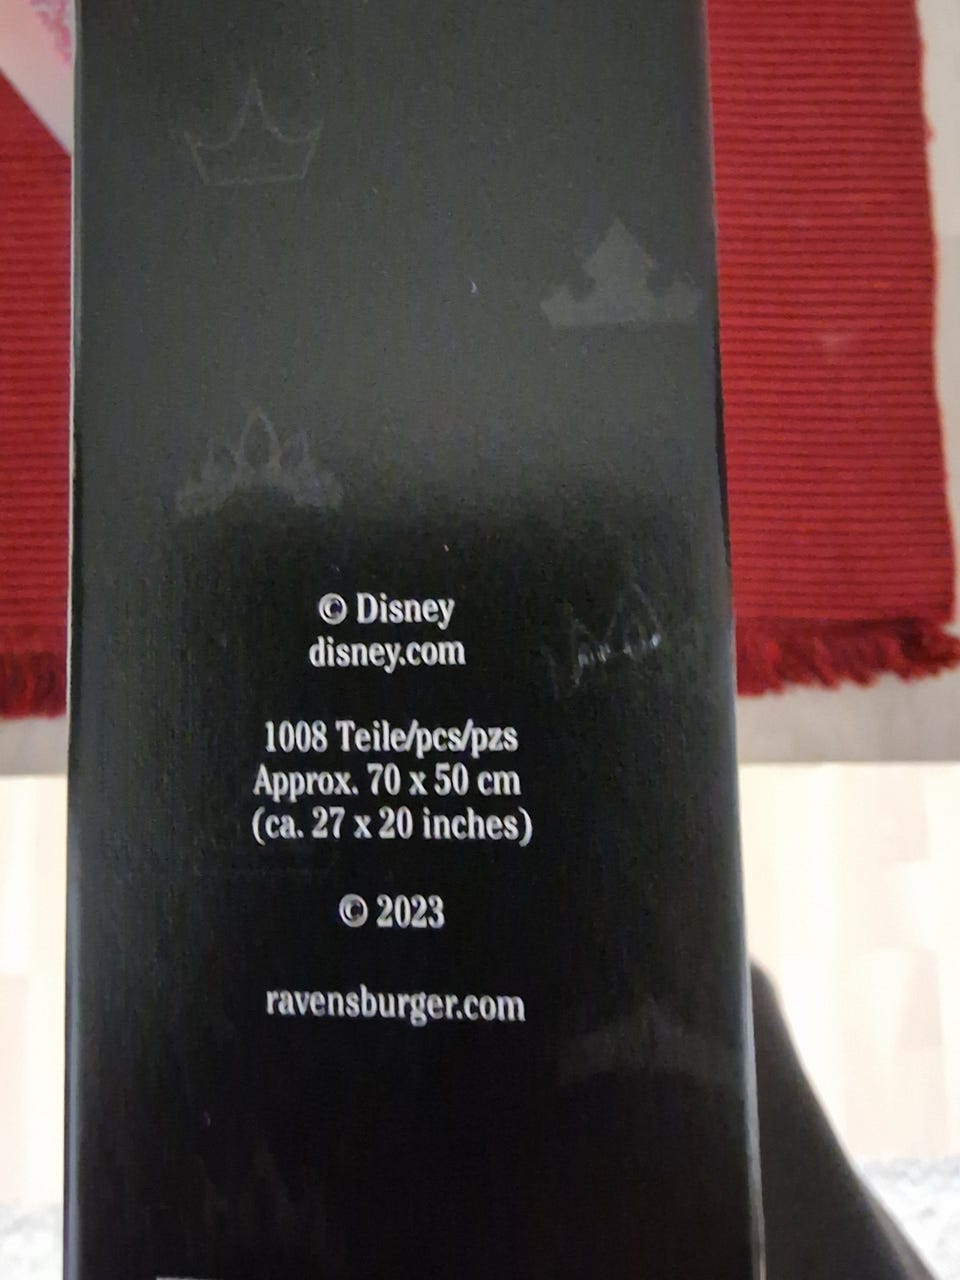 © Disney
disney.com
1008 Teile/pcs/pzs
Approx. 70 x 50 cm
(ca. 27 x 20 inches)
© 2023
ravensburger.com